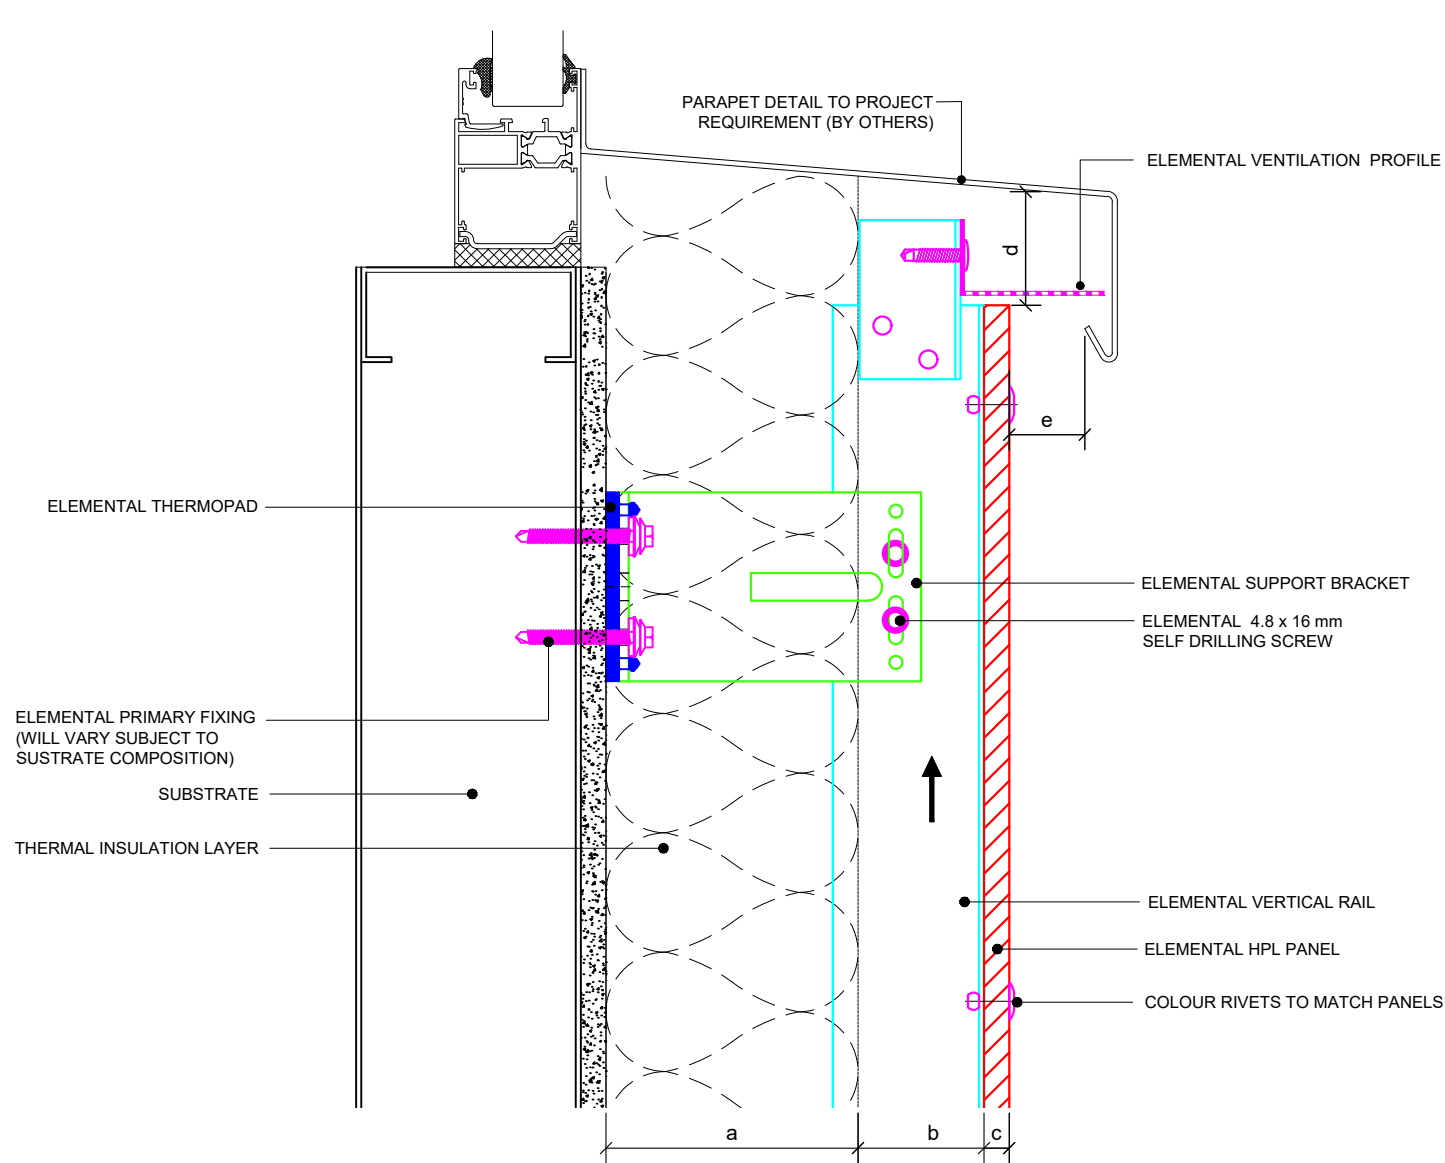 PARAPET DETAIL TO PROJECT
REQUIREMENT (BY OTHERS)
ELEMENTAL VENTILATION PROFILE
d
e
ELEMENTAL THERMOPAD
ELEMENTAL SUPPORT BRACKET
ELEMENTAL 4.8 x 16 mm
SELF DRILLING SCREW
ELEMENTAL PRIMARY FIXING
(WILL VARY SUBJECT TO
SUSTRATE COMPOSITION)
SUBSTRATE
THERMAL INSULATION LAYER
ELEMENTAL VERTICAL RAIL
ELEMENTAL HPL PANEL
COLOUR RIVETS TO MATCH PANELS
a
b
c